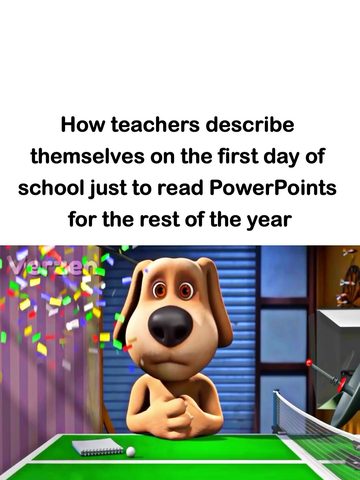 How teachers describe
themselves on the first day of
school just to read PowerPoints
for the rest of the year